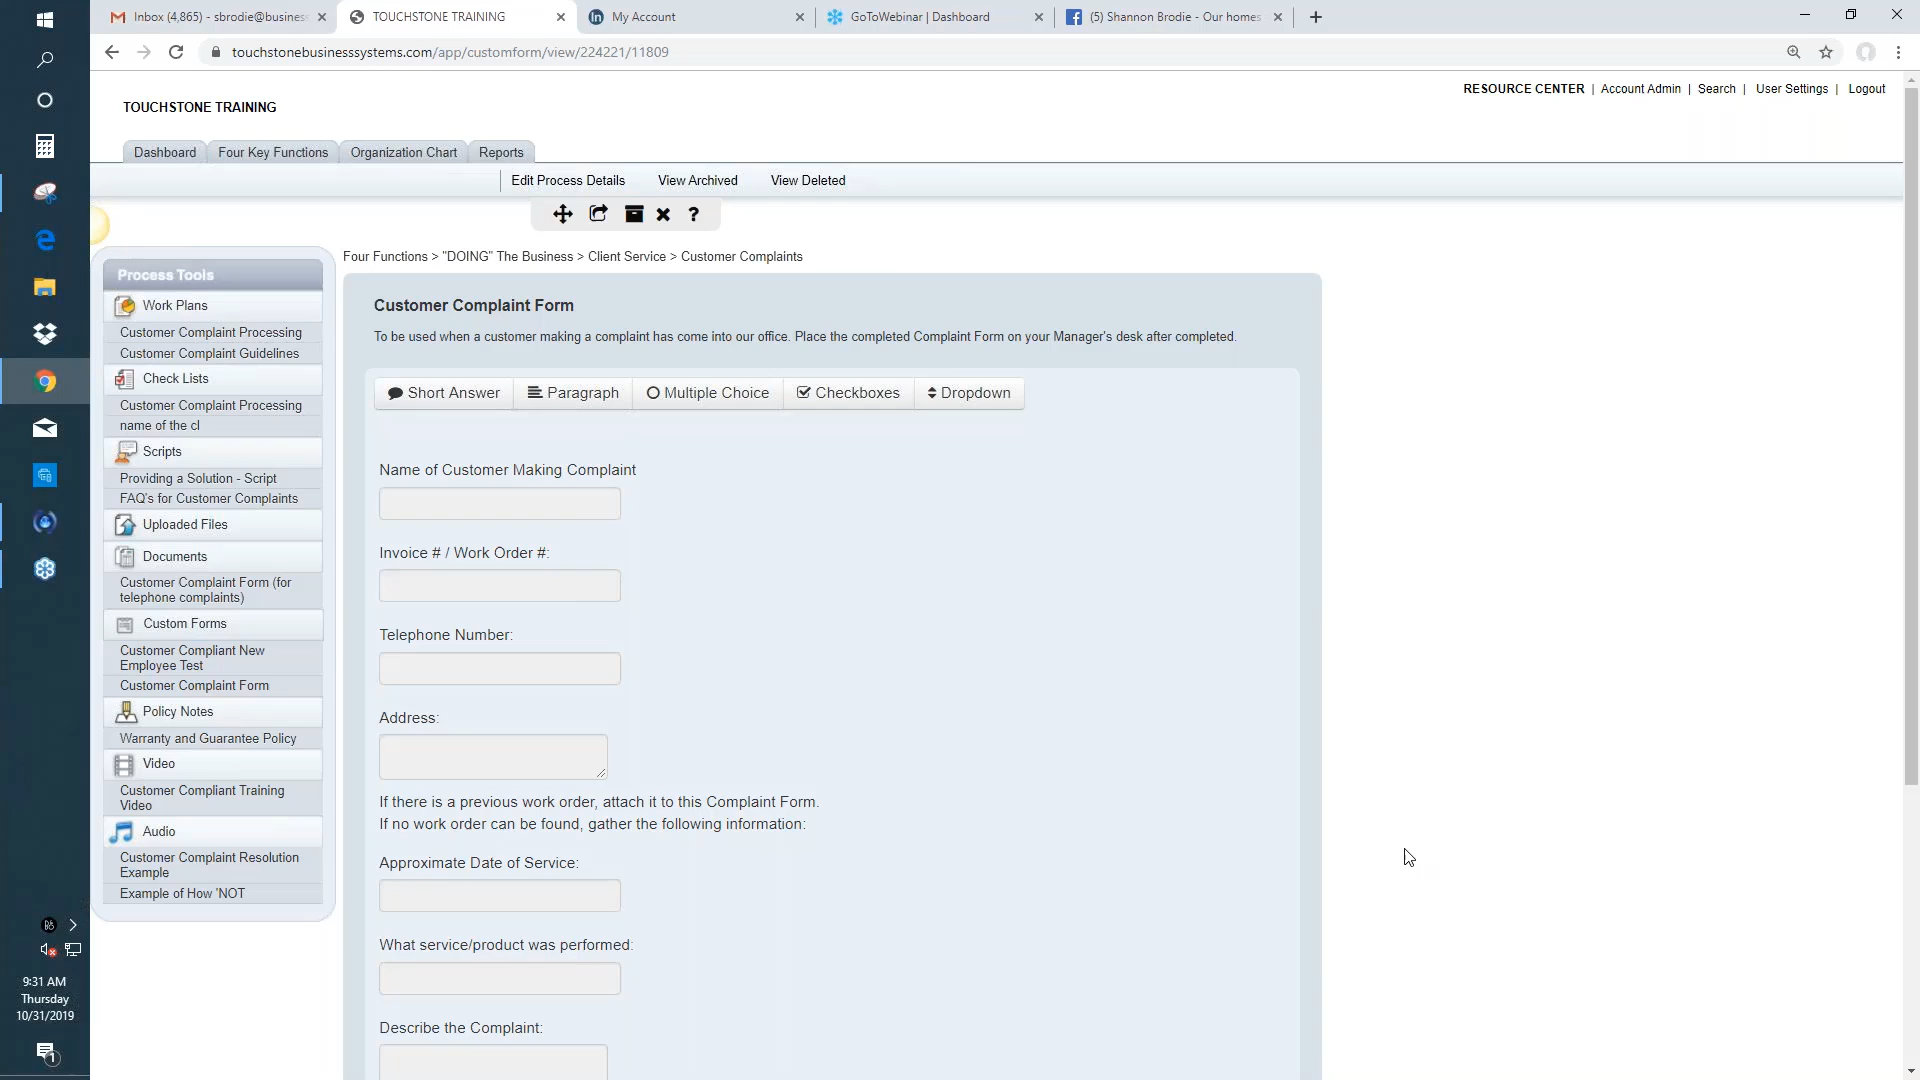 Inbox (4,865) - sbrodie@busines
TOUCHSTONE TRAINING
My Account
GoToWebinar | Dashboard
(5) Shannon Brodie - Our homes
touchstonebusinesssystems.com/app/customform/view/224221/11809
RESOURCE CENTER | Account Admin | Search | User Settings | Logout
TOUCHSTONE TRAINING
Dashboard
Four Key Functions
Organization Chart
Reports
Edit Process Details
View Archived
View Deleted
?
Four Functions > "DOING" The Business > Client Service > Customer Complaints
Process Tools
Work Plans
Customer Complaint Processing
Customer Complaint Guidelines
Check Lists
Customer Complaint Processing
name of the cl
Scripts
Providing a Solution - Script
FAQ's for Customer Complaints
Uploaded Files
Documents
Customer Complaint Form (for
telephone complaints)
Custom Forms
Customer Compliant New
Employee Test
Customer Complaint Form
Policy Notes
Warranty and Guarantee Policy
Video
Customer Compliant Training
Video
Audio
Customer Complaint Resolution
Example
Example of How 'NOT
Customer Complaint Form
To be used when a customer making a complaint has come into our office. Place the completed Complaint Form on your Manager's desk after completed.
Short Answer
Paragraph
Multiple Choice
Checkboxes
Dropdown
Name of Customer Making Complaint
Invoice # / Work Order #:
Telephone Number:
Address:
If there is a previous work order, attach it to this Complaint Form.
If no work order can be found, gather the following information:
Approximate Date of Service:
What service/product was performed:
Describe the Complaint:
9:31 AM
Thursday
10/31/2019
1